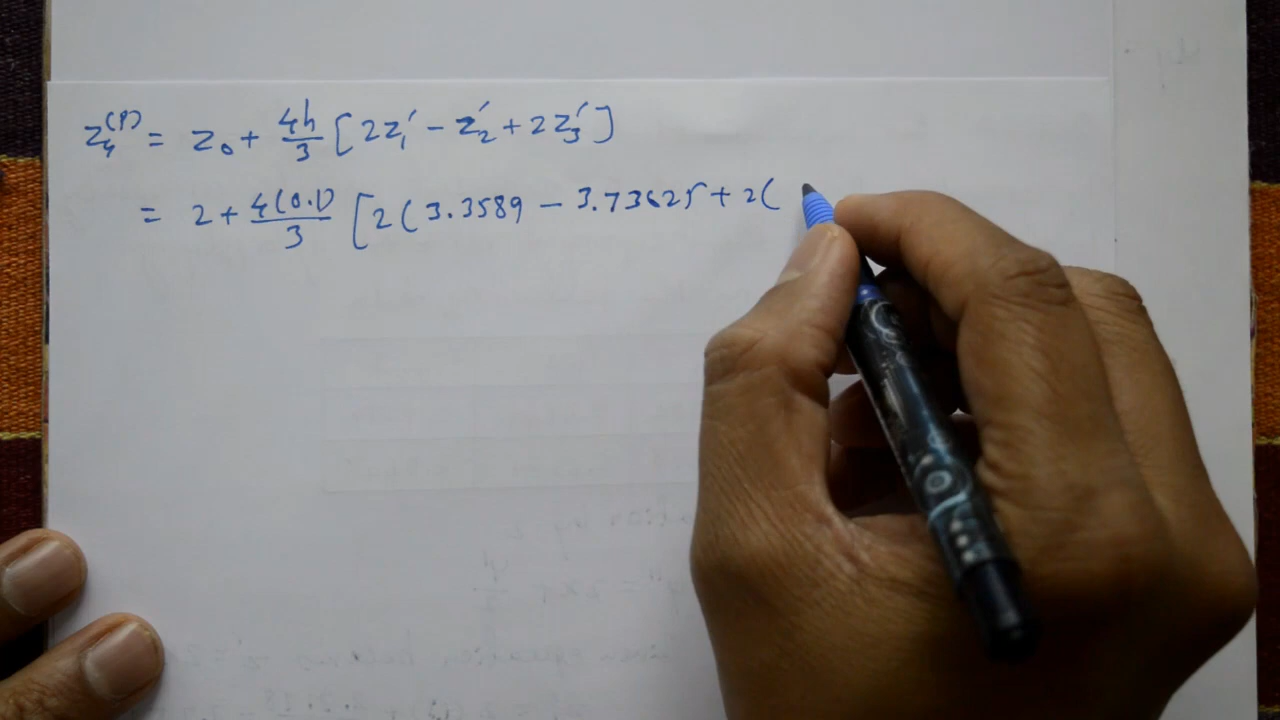 z₄⁽ᴾ⁾ = z₀ + 4h/3 [2z₁′ − z₂′ + 2z₃′]
= 2 + 4(0.1)/3 [2(3.3589 − 3.73625 + 2(